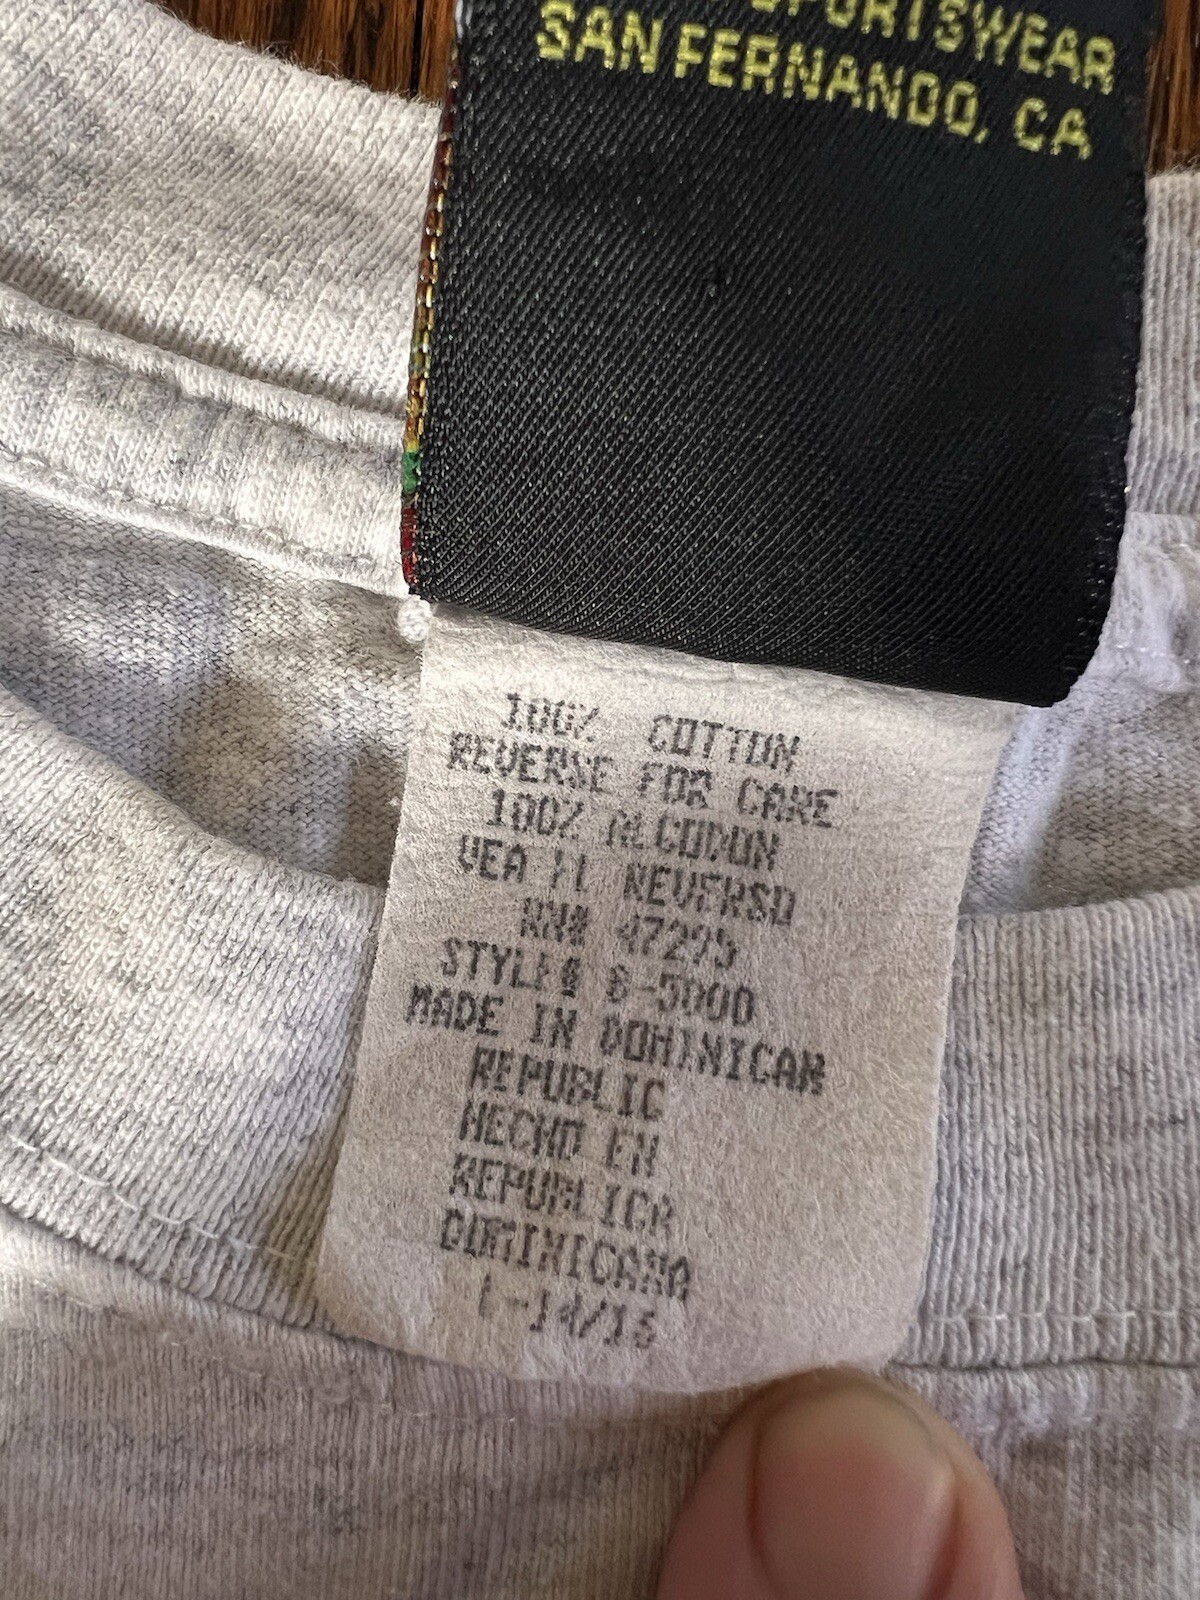 SPORTSWEAR
SAN FERNANDO, CA
100% COTTON
REVERSE FOR CARE
100% ALGODON
VEA EL REVERSO
RN# 47295
STYLE# 6-5000
MADE IN DOMINICAN
REPUBLIC
HECHO EN
REPUBLICA
DOMINICANA
L-14/16